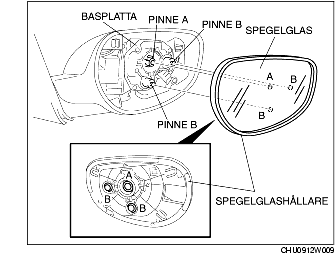 BASPLATTA
PINNE A
PINNE B
SPEGELGLAS
A
B
B
PINNE B
A
B
B
SPEGELGLASHÅLLARE
CHU0912W009